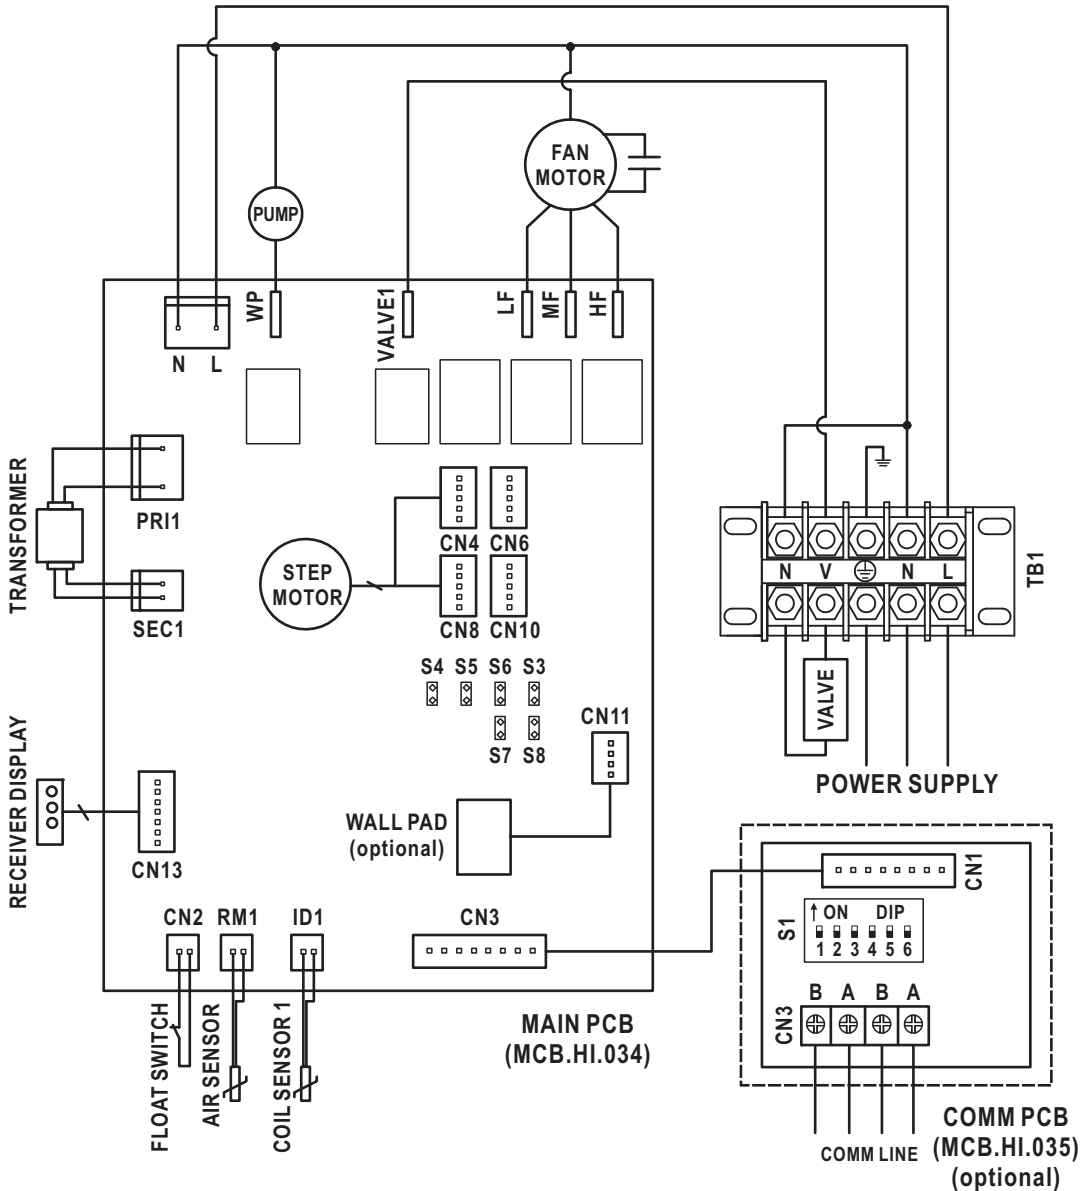 FAN
MOTOR
PUMP
WP
VALVE1
LF
MF
HF
N L
TRANSFORMER
PRI1
SEC1
CN4 CN6
STEP
MOTOR
CN8 CN10
N V N L
TB1
S4 S5 S6 S3
S7 S8
CN11
VALVE
POWER SUPPLY
RECEIVER DISPLAY
CN13
WALL PAD
(optional)
CN2 RM1 ID1
CN3
CN1
S1
↑ ON DIP
1 2 3 4 5 6
B A B A
CN3
FLOAT SWITCH
AIR SENSOR
COIL SENSOR 1
MAIN PCB
(MCB.HI.034)
COMM LINE
COMM PCB
(MCB.HI.035)
(optional)